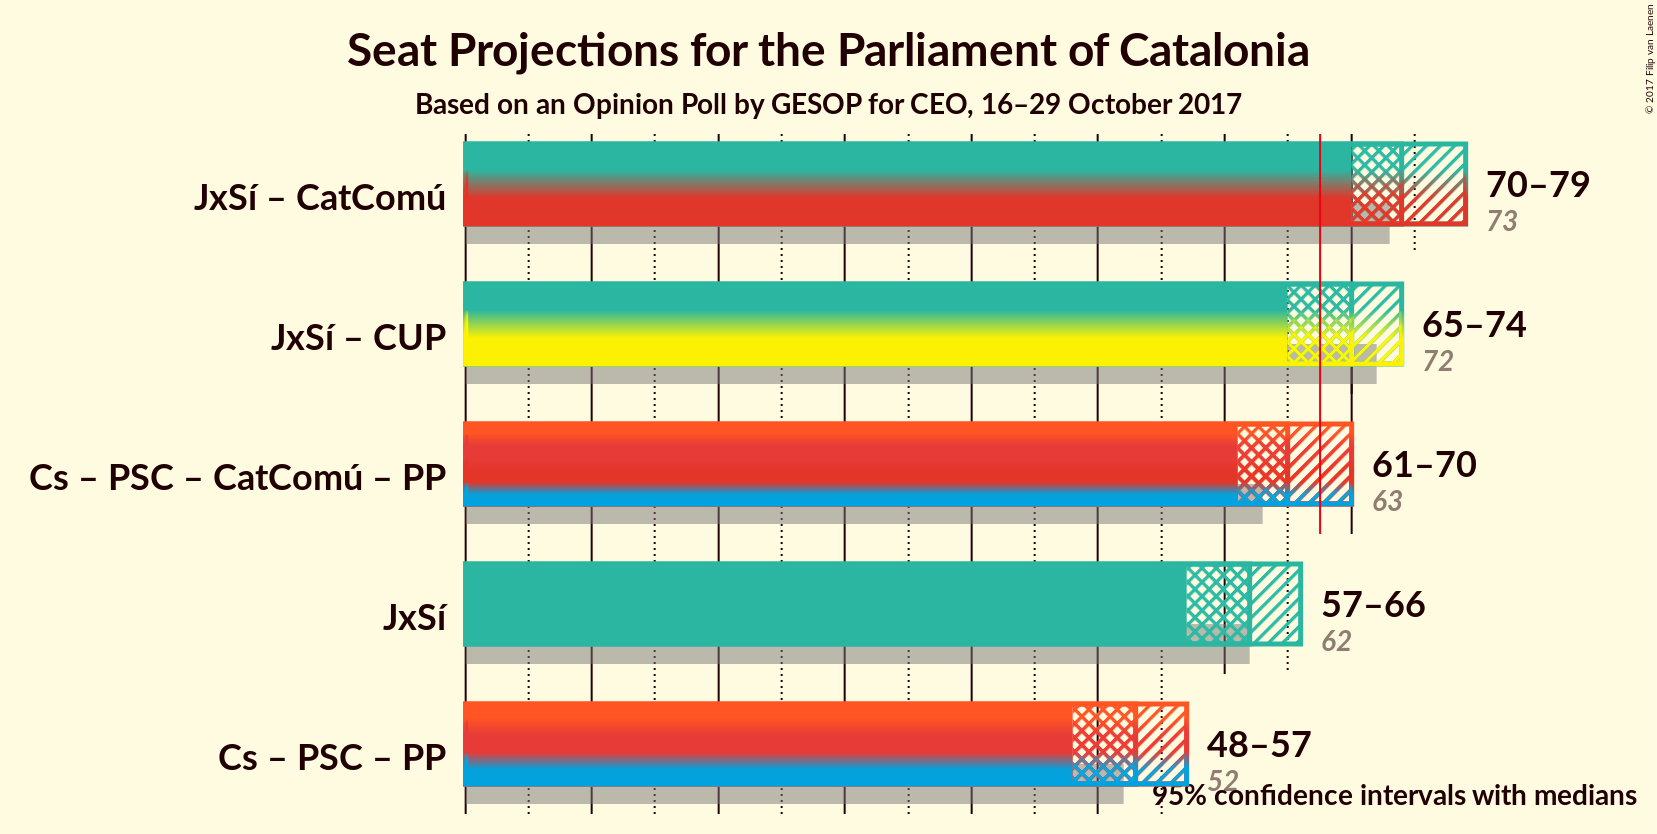 Seat Projections for the Parliament of Catalonia
Based on an Opinion Poll by GESOP for CEO, 16–29 October 2017
© 2017 Filip van Laenen
JxSí – CatComú
70–79
73
JxSí – CUP
65–74
72
Cs – PSC – CatComú – PP
61–70
63
JxSí
57–66
62
Cs – PSC – PP
48–57
52
95% confidence intervals with medians